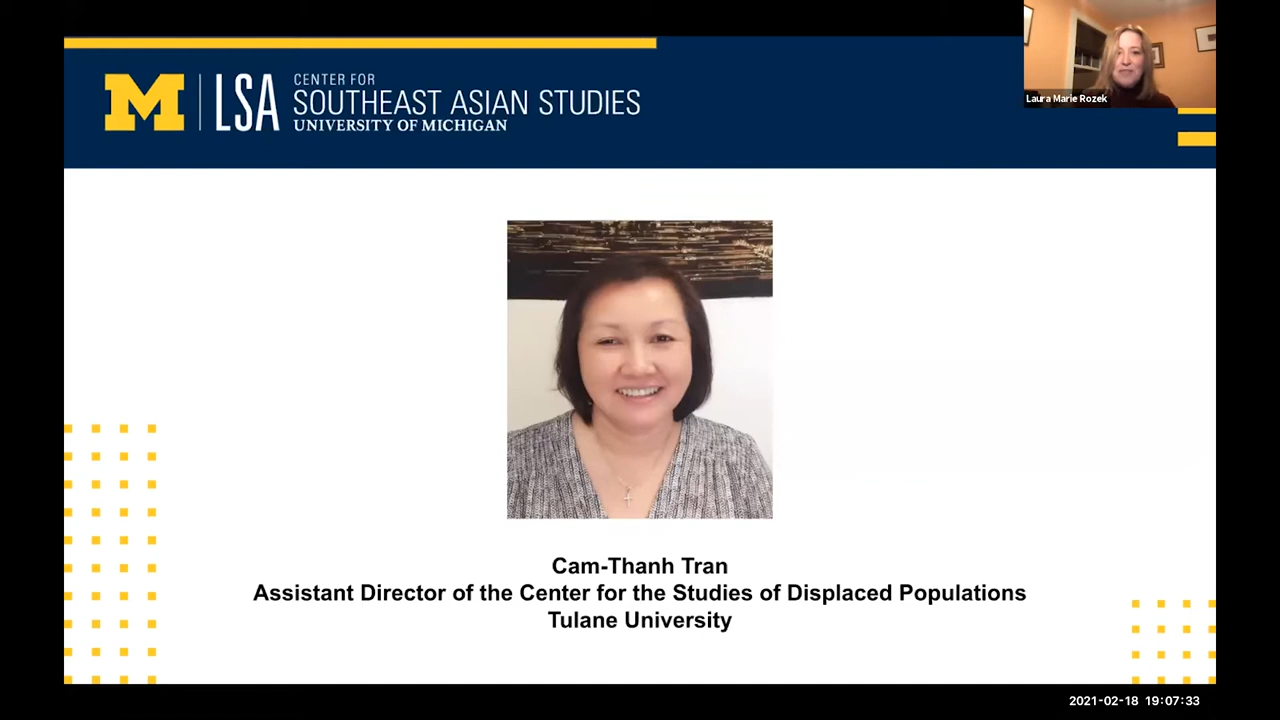 M LSA CENTER FOR
SOUTHEAST ASIAN STUDIES
UNIVERSITY OF MICHIGAN
Laura Marie Rozek
Cam-Thanh Tran
Assistant Director of the Center for the Studies of Displaced Populations
Tulane University
2021-02-18 19:07:33